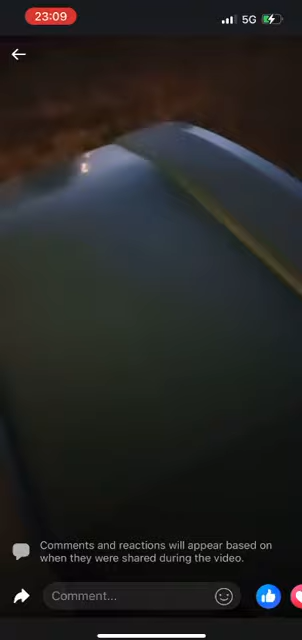 23:09
5G
Comments and reactions will appear based on
when they were shared during the video.
Comment...